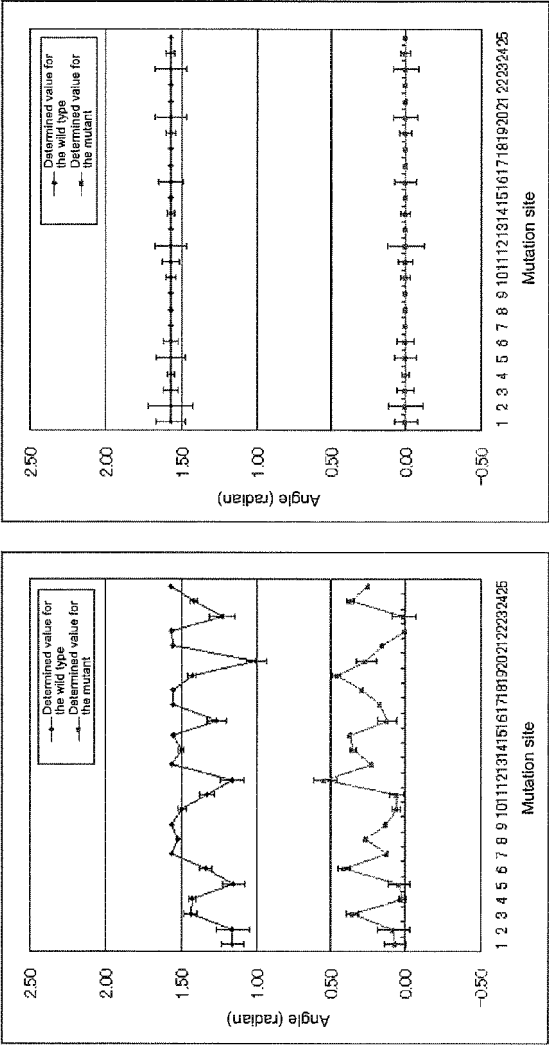 2.50
2.00
1.50
1.00
0.50
0.00
-0.50
Angle (radian)
Determined value for
the wild type
Determined value for
the mutant
1 2 3 4 5 6 7 8 9 10 11 12 13 14 15 16 17 18 19 20 21 22 23 24 25
Mutation site
2.50
2.00
1.50
1.00
0.50
0.00
-0.50
Angle (radian)
Determined value for
the wild type
Determined value for
the mutant
1 2 3 4 5 6 7 8 9 10 11 12 13 14 15 16 17 18 19 20 21 22 23 24 25
Mutation site